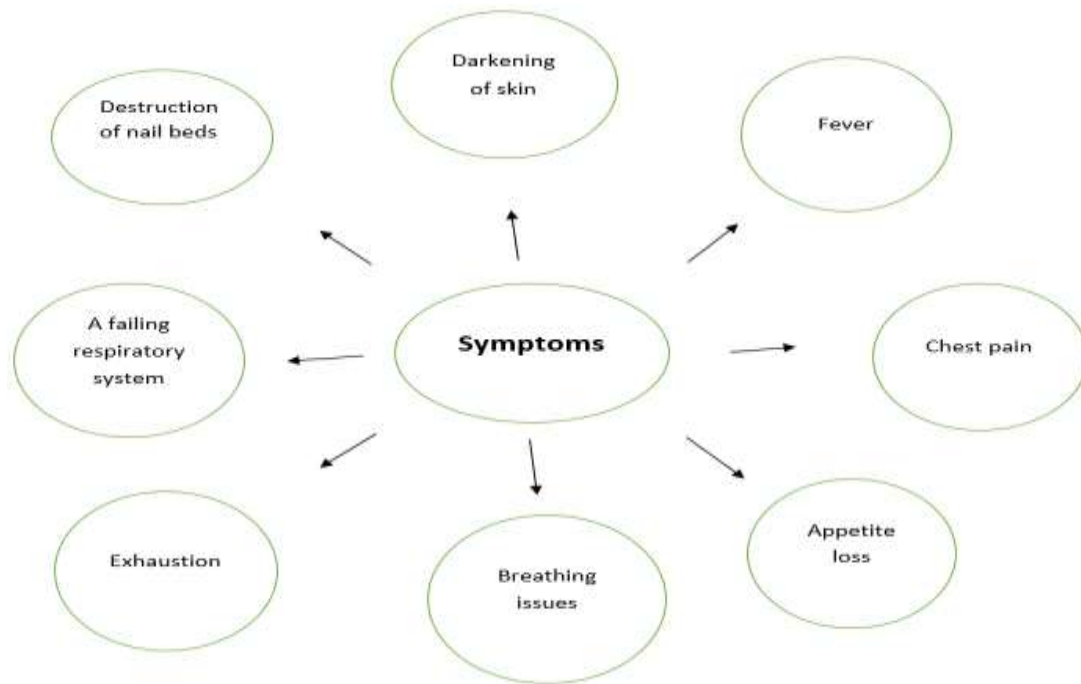 Darkening
of skin
Destruction
of nail beds
Fever
A failing
respiratory
system
Symptoms
Chest pain
Exhaustion
Breathing
issues
Appetite
loss